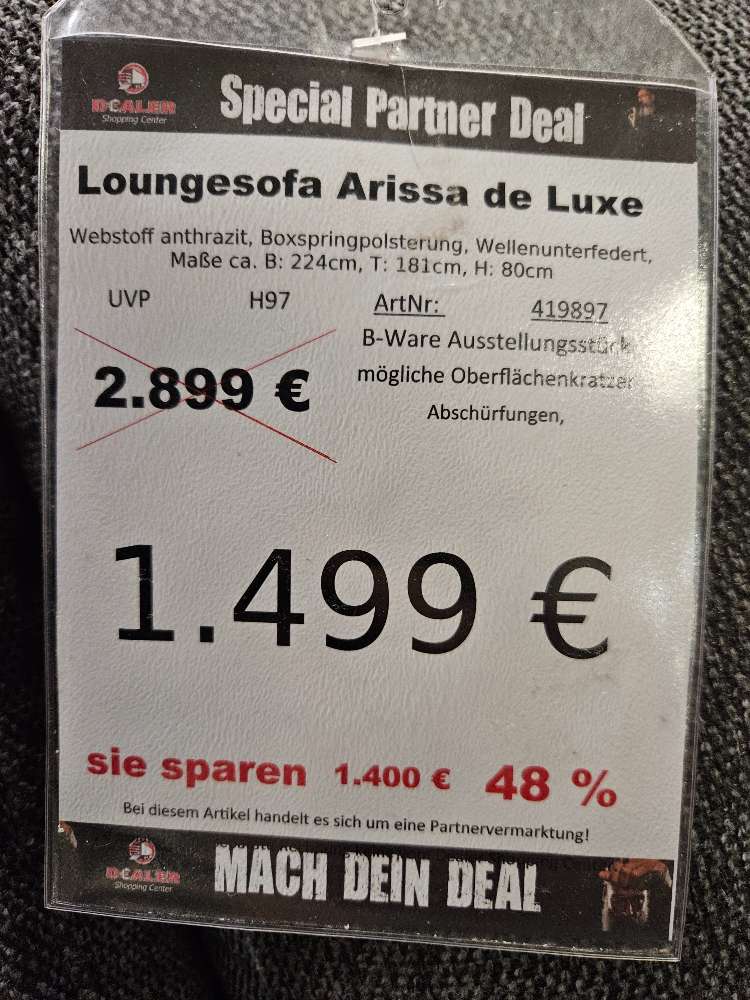 DEALER
Shopping Center
Special Partner Deal
Loungesofa Arissa de Luxe
Webstoff anthrazit, Boxspringpolsterung, Wellenunterfedert,
Maße ca. B: 224cm, T: 181cm, H: 80cm
UVP H97 ArtNr: 419897
B-Ware Ausstellungsstück
mögliche Oberflächenkratzer
Abschürfungen,
2.899 €
1.499 €
sie sparen 1.400 € 48 %
Bei diesem Artikel handelt es sich um eine Partnervermarktung!
DEALER
Shopping Center
MACH DEIN DEAL